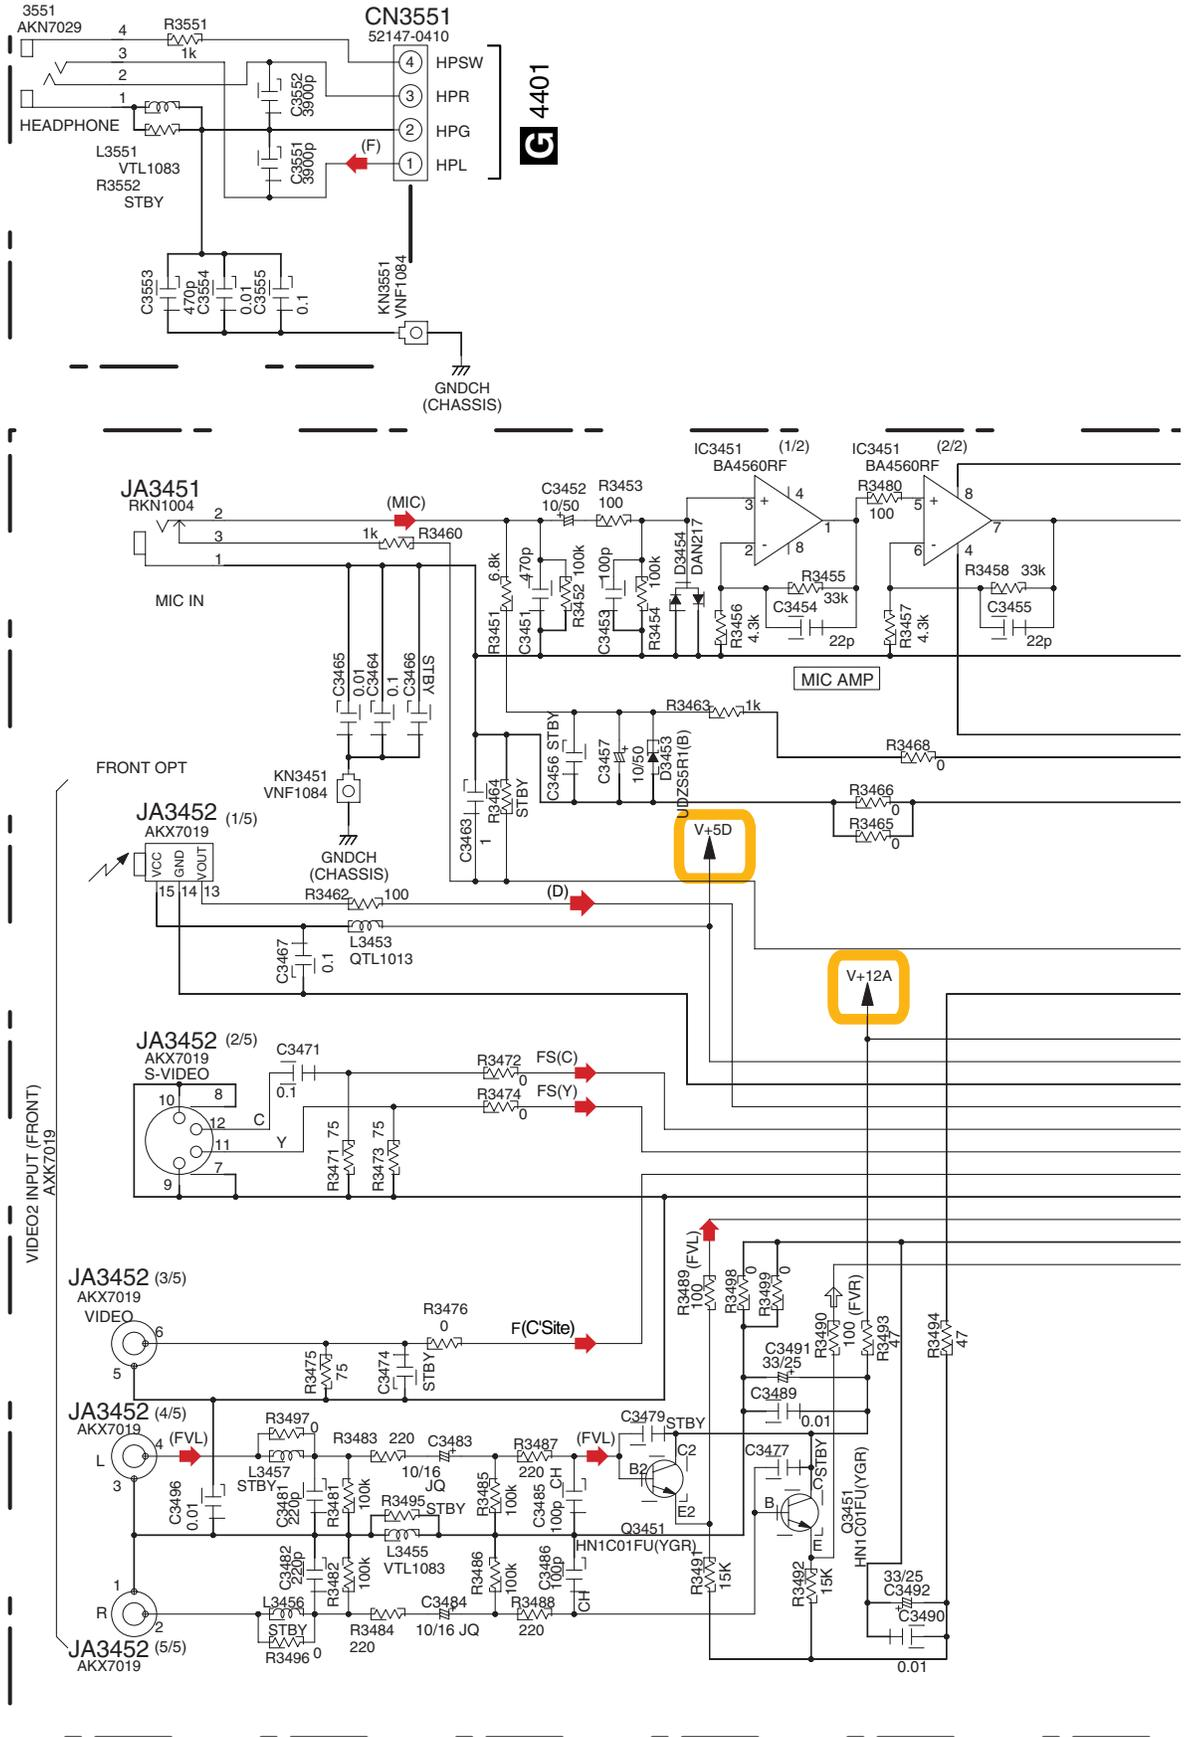 3551
AKN7029
4
R3551
1k
3
2
1
HEADPHONE
L3551
VTL1083
R3552
STBY
C3552
3900p
C3551
3900p
(F)
CN3551
52147-0410
4 HPSW
3 HPR
2 HPG
1 HPL
G 4401
C3553
470p
C3554
0.01
C3555
0.1
KN3551
VNF1084
GNDCH
(CHASSIS)
JA3451
RKN1004
2
3
1
MIC IN
(MIC)
1k
R3460
C3452
10/50
R3453
100
IC3451 (1/2)
BA4560RF
IC3451 (2/2)
BA4560RF
R3480
100
3 + 4
1
2 - 8
5 + 8
7
6 - 4
D3454
DAN217
6.8k
R3451
470p
C3451
100k
R3452
100p
C3453
100k
R3454
R3455
33k
C3454
22p
R3456
4.3k
R3457
4.3k
R3458 33k
C3455
22p
MIC AMP
C3465
0.01
C3464
0.1
C3466
STBY
KN3451
VNF1084
GNDCH
(CHASSIS)
C3463
1
R3464
STBY
C3456 STBY
C3457
10/50
D3453
UDZS5R1(B)
R3463 1k
R3468
0
R3466
0
R3465
0
V+5D
FRONT OPT
JA3452 (1/5)
AKX7019
VCC
GND
VOUT
15 14 13
R3462 100
(D)
L3453
QTL1013
C3467
0.1
V+12A
VIDEO2 INPUT (FRONT)
AXK7019
JA3452 (2/5)
AKX7019
S-VIDEO
10
8
12
11
7
9
C
Y
C3471
0.1
R3472
0
FS(C)
R3474
0
FS(Y)
R3471 75
R3473 75
JA3452 (3/5)
AKX7019
VIDEO
6
5
R3476
0
F(C'Site)
R3475
75
C3474
STBY
R3489
100
(FVL)
R3498
0
R3499
0
R3490
100 (FVR)
R3493
47
R3494
47
C3491
33/25
C3489
0.01
JA3452 (4/5)
AKX7019
L
4
3
(FVL)
R3497
0
L3457
STBY
C3496
0.01
C3481
220p
R3481
100k
R3483 220
C3483
10/16
JQ
R3495
STBY
L3455
VTL1083
R3485
100k
R3487
220
C3485
100p
CH
(FVL)
C3479
STBY
B2
C2
E2
Q3451
HN1C01FU(YGR)
C3477
STBY
B
C
E
Q3451
HN1C01FU(YGR)
1
R
2
JA3452 (5/5)
AKX7019
L3456
STBY
R3496
0
C3482
220p
R3482
100k
R3484
220
C3484
10/16 JQ
R3486
100k
R3488
220
C3486
100p
CH
R3491
15K
R3492
15K
33/25
C3492
C3490
0.01